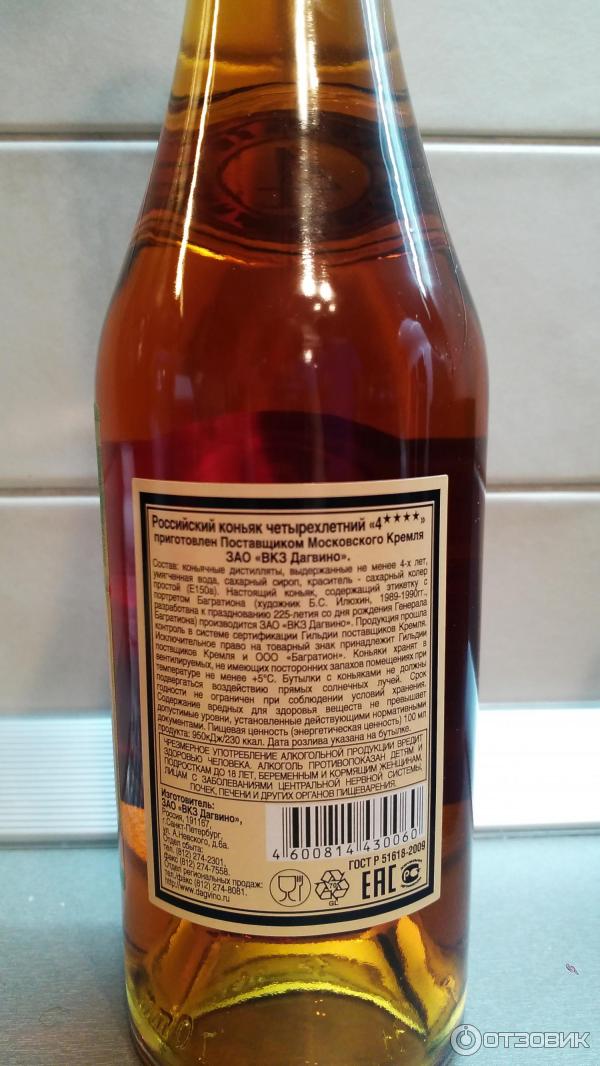 Российский коньяк четырехлетний «4★★★★»
приготовлен Поставщиком Московского Кремля
ЗАО «ВКЗ Дагвино».
Состав: коньячные дистилляты, выдержанные не менее 4-х лет,
умягченная вода, сахарный сироп, краситель - сахарный колер
простой (Е150а). Настоящий коньяк, содержащий этикетку с
портретом Багратиона (художник Б.С. Илюхин, 1989-1990гг.,
разработана к празднованию 225-летия со дня рождения Генерала
Багратиона) производится ЗАО «ВКЗ Дагвино». Продукция прошла
контроль в системе сертификации Гильдии поставщиков Кремля.
Исключительное право на товарный знак принадлежит Гильдии
поставщиков Кремля и ООО «Багратион». Коньяки хранят в
вентилируемых, не имеющих посторонних запахов помещениях при
температуре не менее +5°С. Бутылки с коньяками не должны
подвергаться воздействию прямых солнечных лучей. Срок
годности не ограничен при соблюдении условий хранения.
Содержание вредных для здоровья веществ не превышает
допустимые уровни, установленные действующими нормативными
документами. Пищевая ценность (энергетическая ценность) 100 мл
продукта: 950кДж/230 ккал. Дата розлива указана на бутылке.
ЧРЕЗМЕРНОЕ УПОТРЕБЛЕНИЕ АЛКОГОЛЬНОЙ ПРОДУКЦИИ ВРЕДИТ
ЗДОРОВЬЮ ЧЕЛОВЕКА. АЛКОГОЛЬ ПРОТИВОПОКАЗАН ДЕТЯМ И
ПОДРОСТКАМ ДО 18 ЛЕТ, БЕРЕМЕННЫМ И КОРМЯЩИМ ЖЕНЩИНАМ,
ЛИЦАМ С ЗАБОЛЕВАНИЯМИ ЦЕНТРАЛЬНОЙ НЕРВНОЙ СИСТЕМЫ,
ПОЧЕК, ПЕЧЕНИ И ДРУГИХ ОРГАНОВ ПИЩЕВАРЕНИЯ.
Изготовитель:
ЗАО «ВКЗ Дагвино»,
Россия, 191167
г.Санкт-Петербург,
ул. А.Невского, д.6а.
Отдел сбыта:
тел. (812) 274-2301,
факс (812) 274-7558.
Отдел региональных продаж:
тел./факс (812) 274-8081.
http://www.dagvino.ru
4 600814 430060
ГОСТ Р 51618-2009
70
GL
ЕАС
ОТЗОВИК